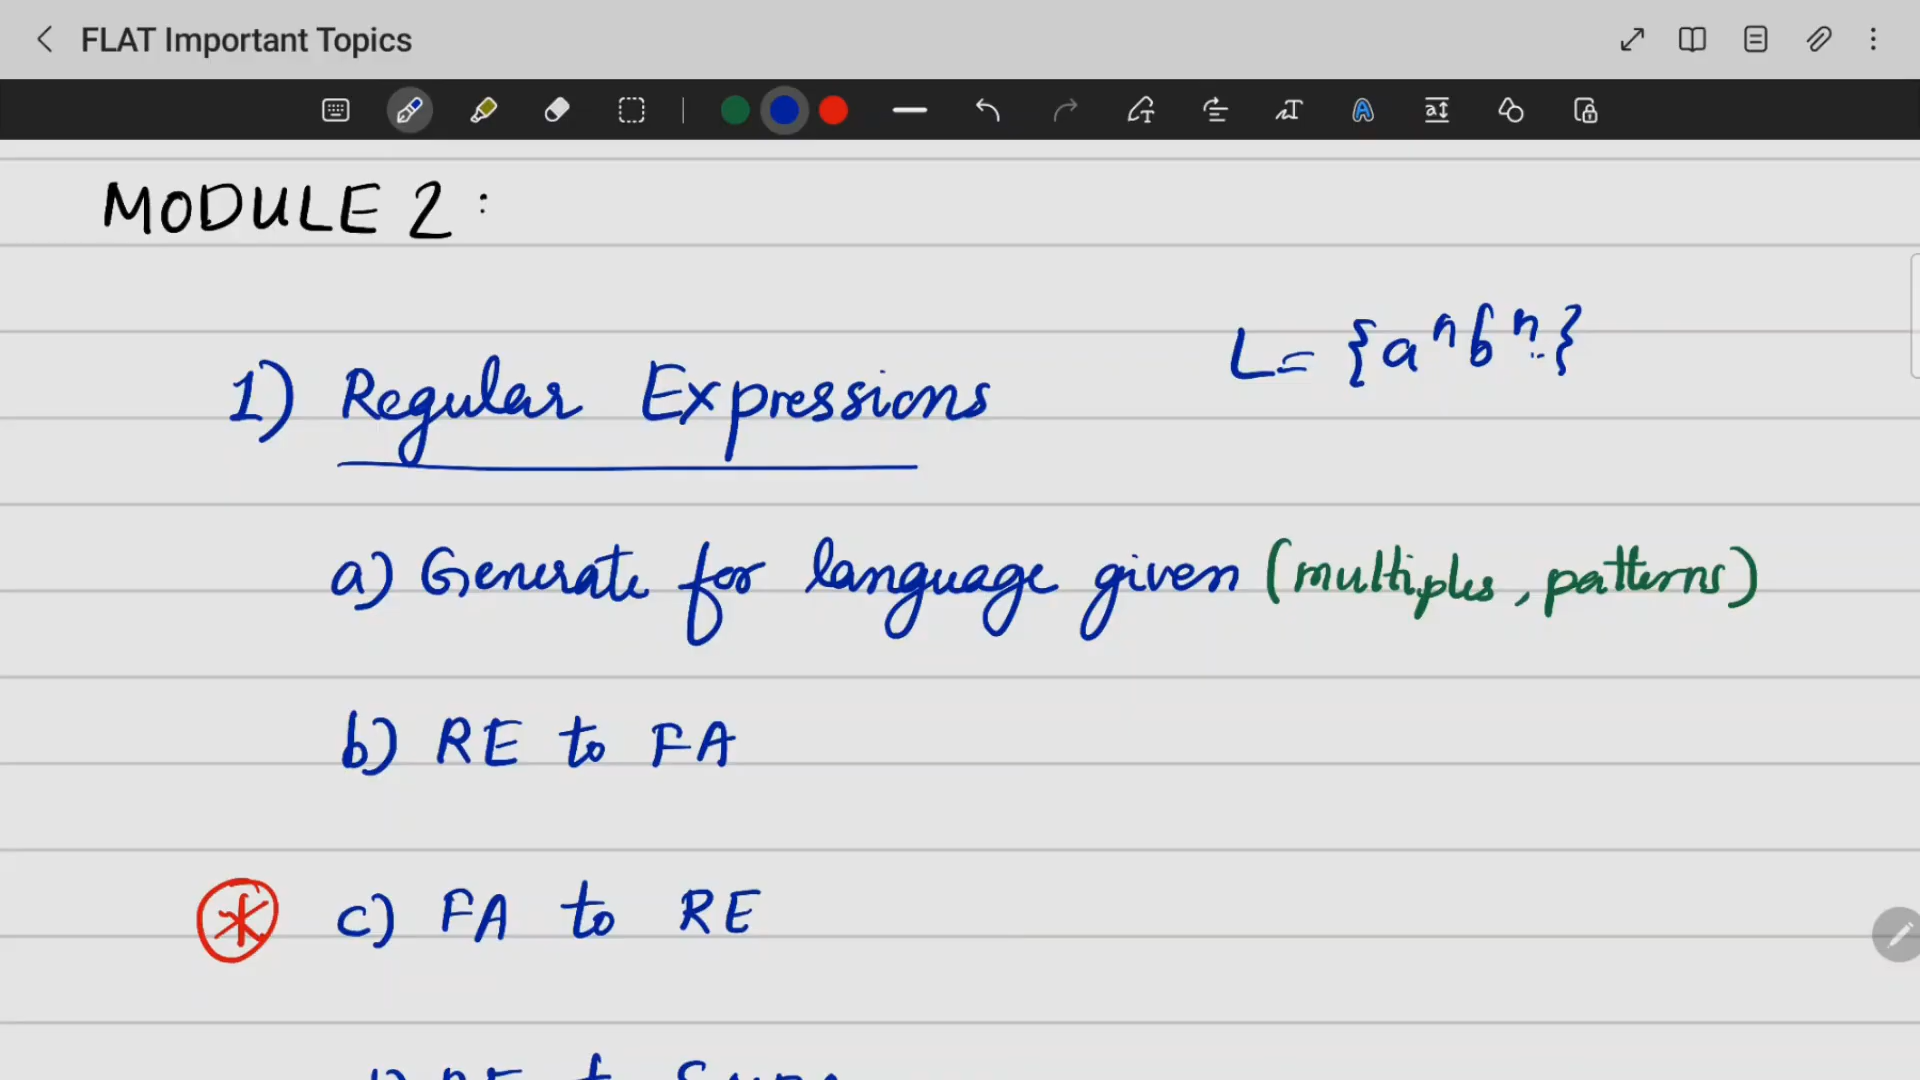 FLAT Important Topics
MODULE 2 :
L = {aⁿbⁿ}
1) Regular Expressions
a) Generate for language given (multiples, patterns)
b) RE to FA
* c) FA to RE